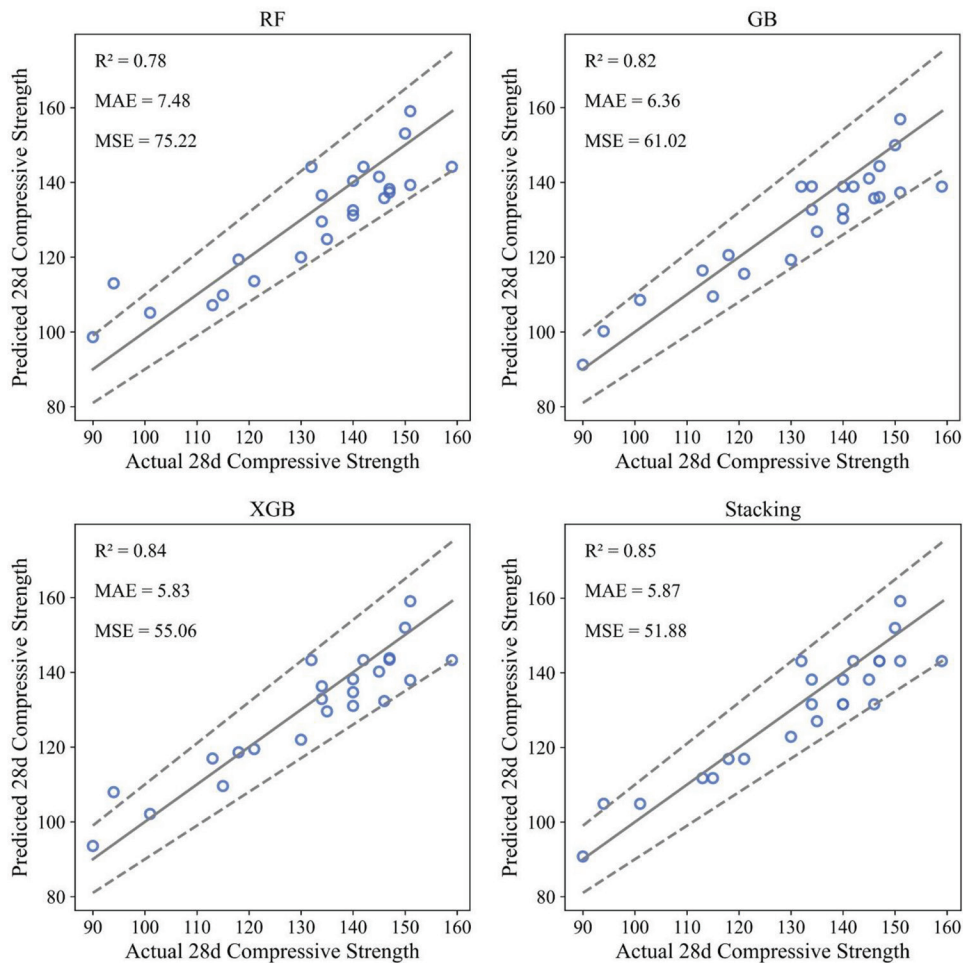 RF
R² = 0.78
MAE = 7.48
MSE = 75.22
Predicted 28d Compressive Strength
160
140
120
100
80
90 100 110 120 130 140 150 160
Actual 28d Compressive Strength
GB
R² = 0.82
MAE = 6.36
MSE = 61.02
Predicted 28d Compressive Strength
160
140
120
100
80
90 100 110 120 130 140 150 160
Actual 28d Compressive Strength
XGB
R² = 0.84
MAE = 5.83
MSE = 55.06
Predicted 28d Compressive Strength
160
140
120
100
80
90 100 110 120 130 140 150 160
Actual 28d Compressive Strength
Stacking
R² = 0.85
MAE = 5.87
MSE = 51.88
Predicted 28d Compressive Strength
160
140
120
100
80
90 100 110 120 130 140 150 160
Actual 28d Compressive Strength